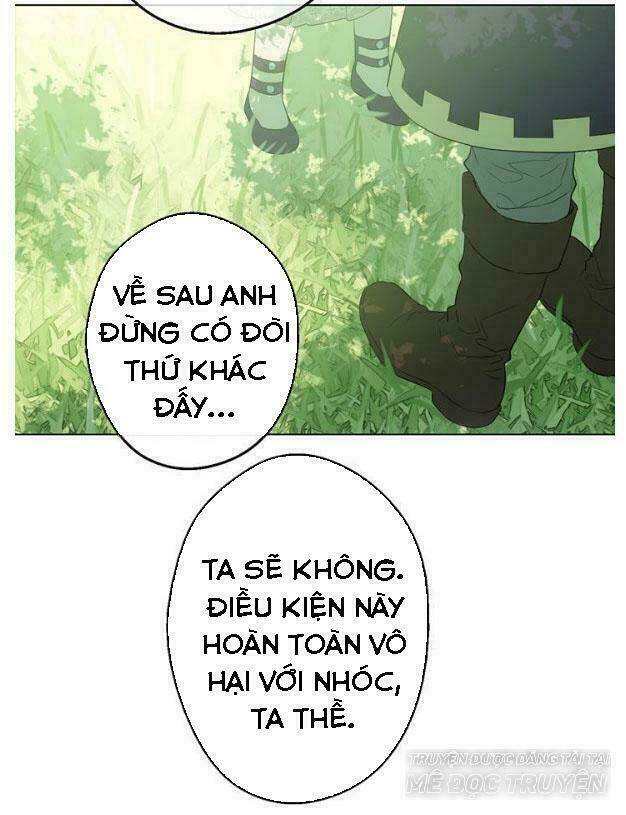 VỀ SAU ANH
ĐỪNG CÓ ĐÒI
THỨ KHÁC
ĐẤY...
TA SẼ KHÔNG.
ĐIỀU KIỆN NÀY
HOÀN TOÀN VÔ
HẠI VỚI NHÓC,
TA THỀ.
TRUYỆN ĐƯỢC ĐĂNG TẢI TẠI
MÊ ĐỌC TRUYỆN